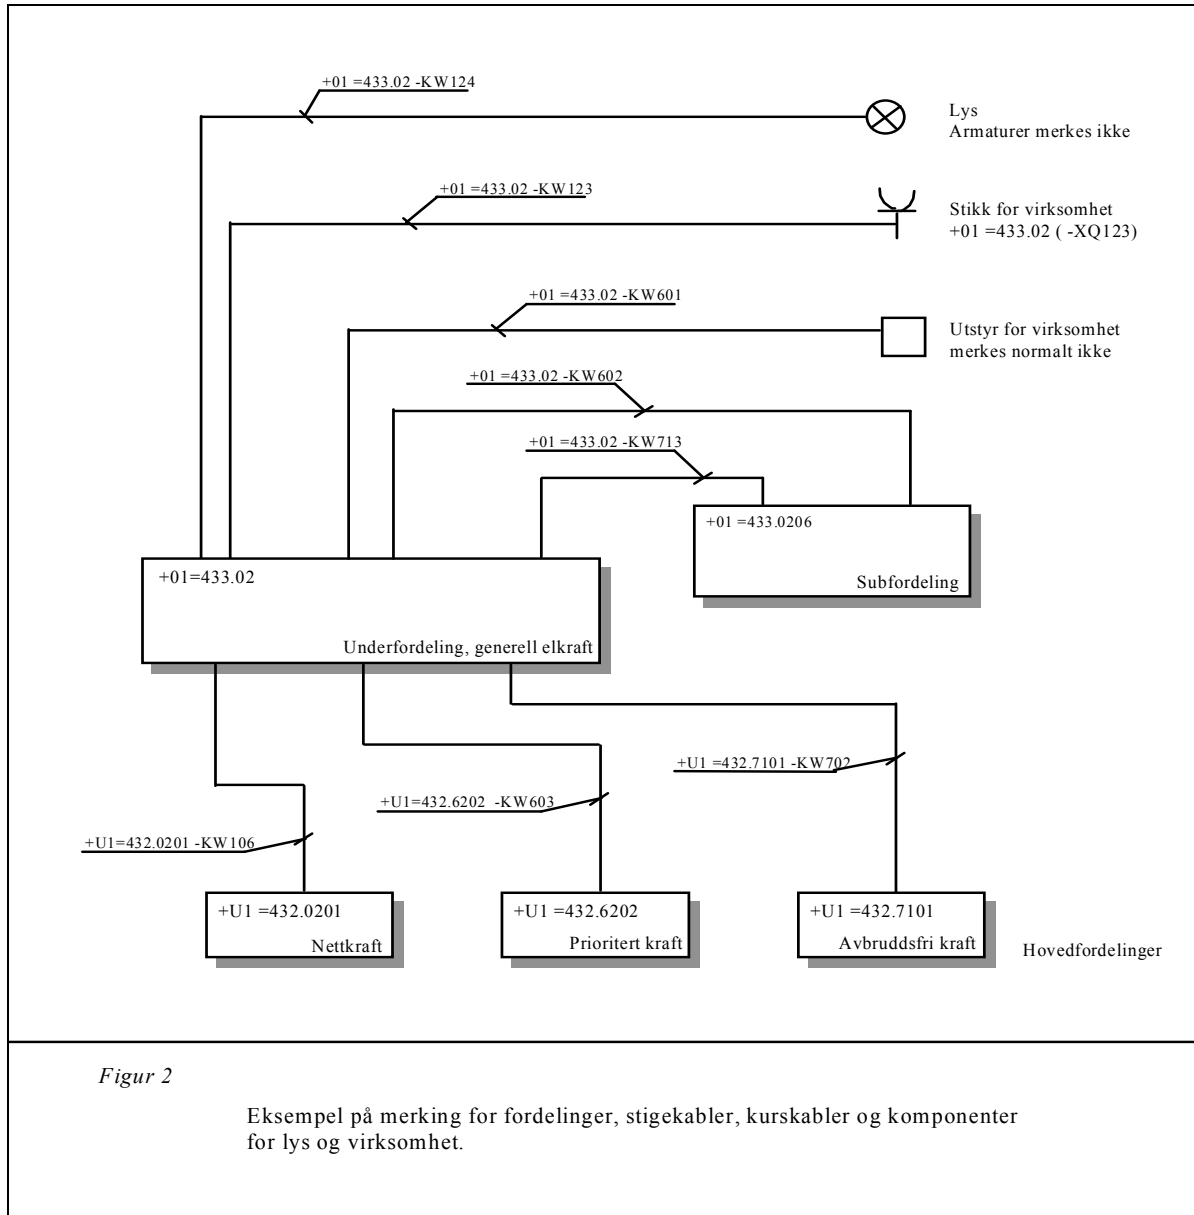 +01 =433.02 -KW124
Lys
Armaturer merkes ikke
+01 =433.02 -KW123
Stikk for virksomhet
+01 =433.02 ( -XQ123)
+01 =433.02 -KW601
Utstyr for virksomhet
merkes normalt ikke
+01 =433.02 -KW602
+01 =433.02 -KW713
+01 =433.0206
Subfordeling
+01=433.02
Underfordeling, generell elkraft
+U1 =432.7101 -KW702
+U1=432.6202 -KW603
+U1=432.0201 -KW106
+U1 =432.0201
Nettkraft
+U1 =432.6202
Prioritert kraft
+U1 =432.7101
Avbruddsfri kraft
Hovedfordelinger
Figur 2
Eksempel på merking for fordelinger, stigekabler, kurskabler og komponenter
for lys og virksomhet.